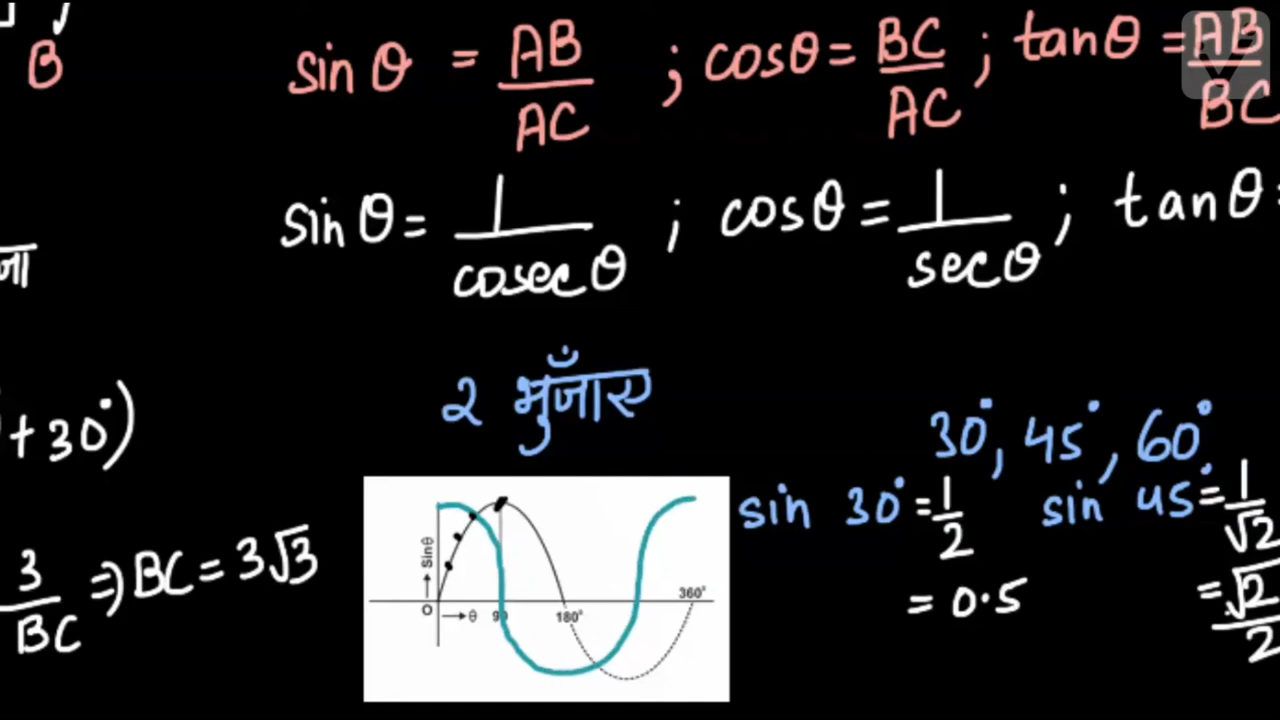 B
sin θ = AB/AC ; cos θ = BC/AC ; tan θ = AB/BC
sin θ = 1/cosec θ ; cos θ = 1/sec θ ; tan θ =
जा
2 भुजाँए
+ 30°)
30°, 45°, 60°
sin 30° = 1/2 sin 45° = 1/√2
= 0.5 = √2/2
3/BC ⇒ BC = 3√3
→ Sinθ
O → θ 90 180° 360°